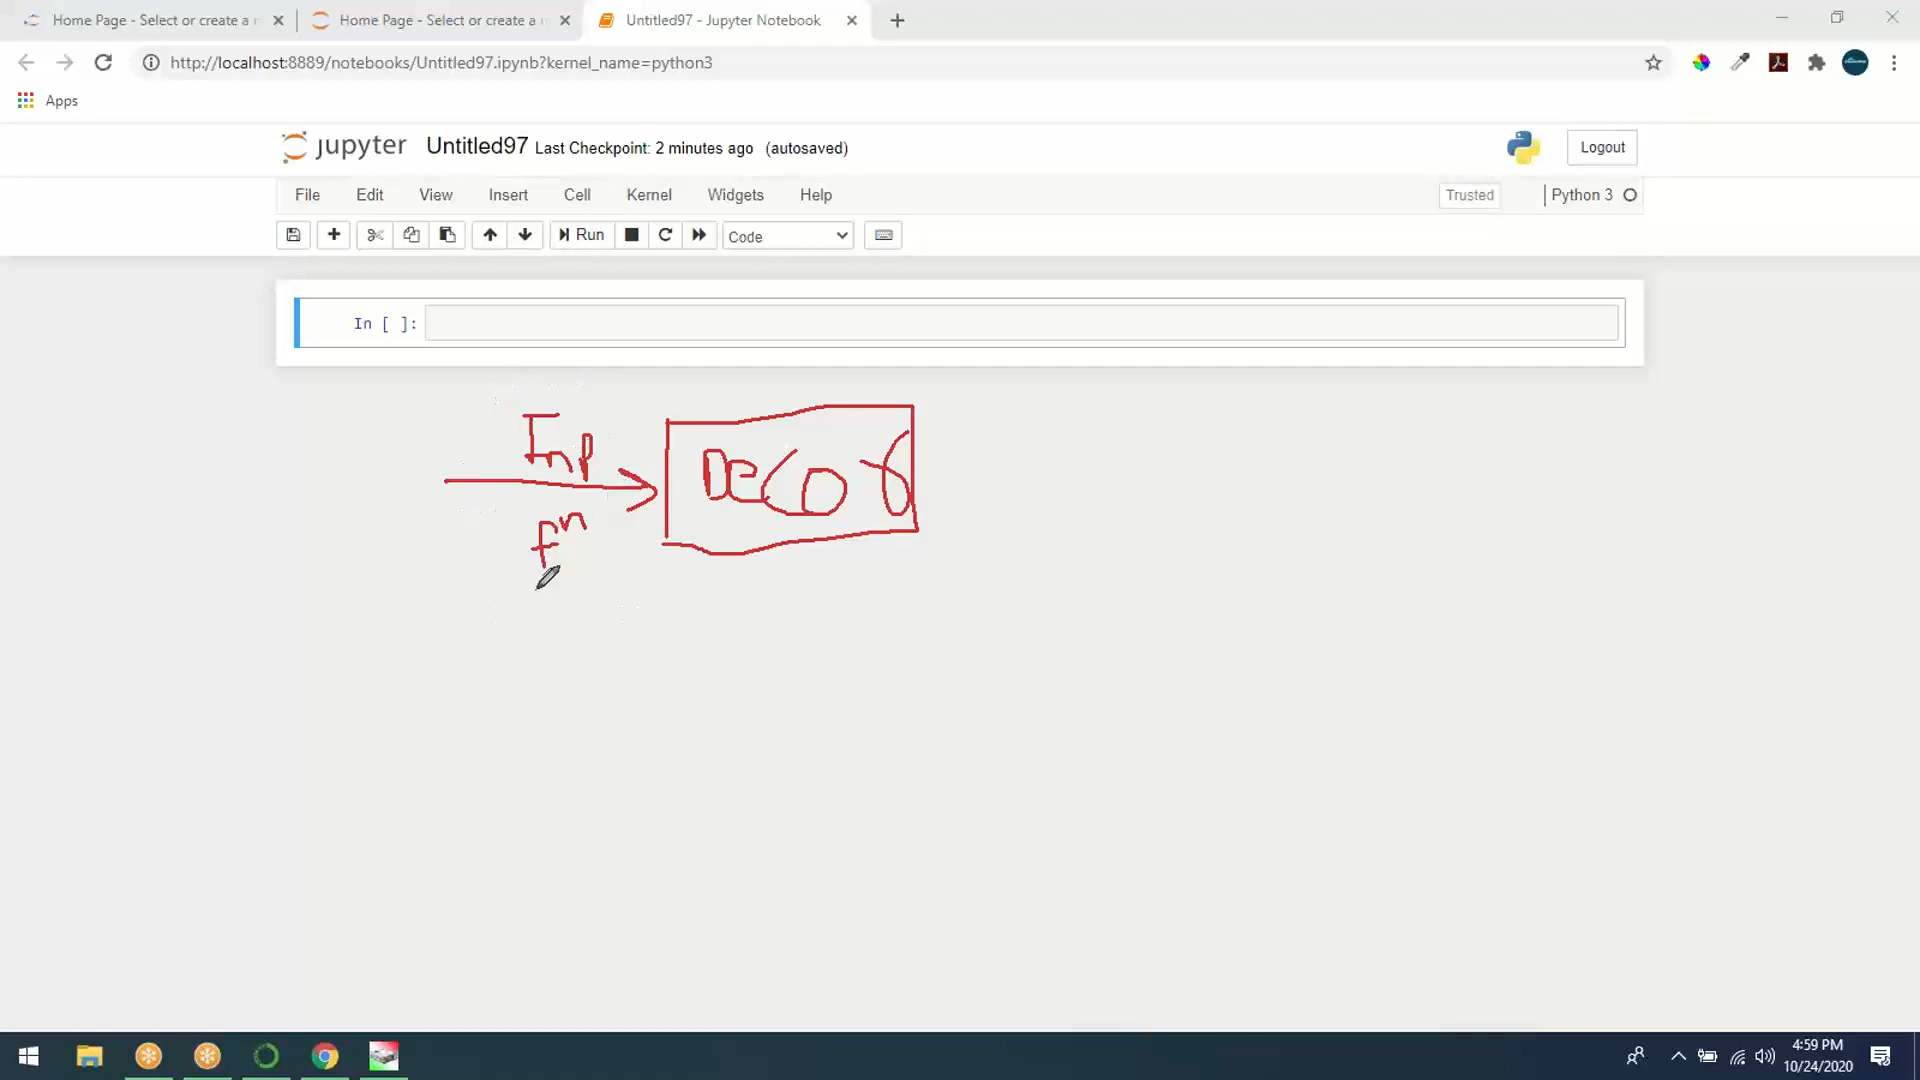 Home Page - Select or create a n
Home Page - Select or create a n
Untitled97 - Jupyter Notebook
http://localhost:8889/notebooks/Untitled97.ipynb?kernel_name=python3
Apps
jupyter Untitled97 Last Checkpoint: 2 minutes ago (autosaved)
Logout
File Edit View Insert Cell Kernel Widgets Help
Trusted
Python 3
Run
Code
In [ ]:
Inp
Decor
fn
4:59 PM
10/24/2020